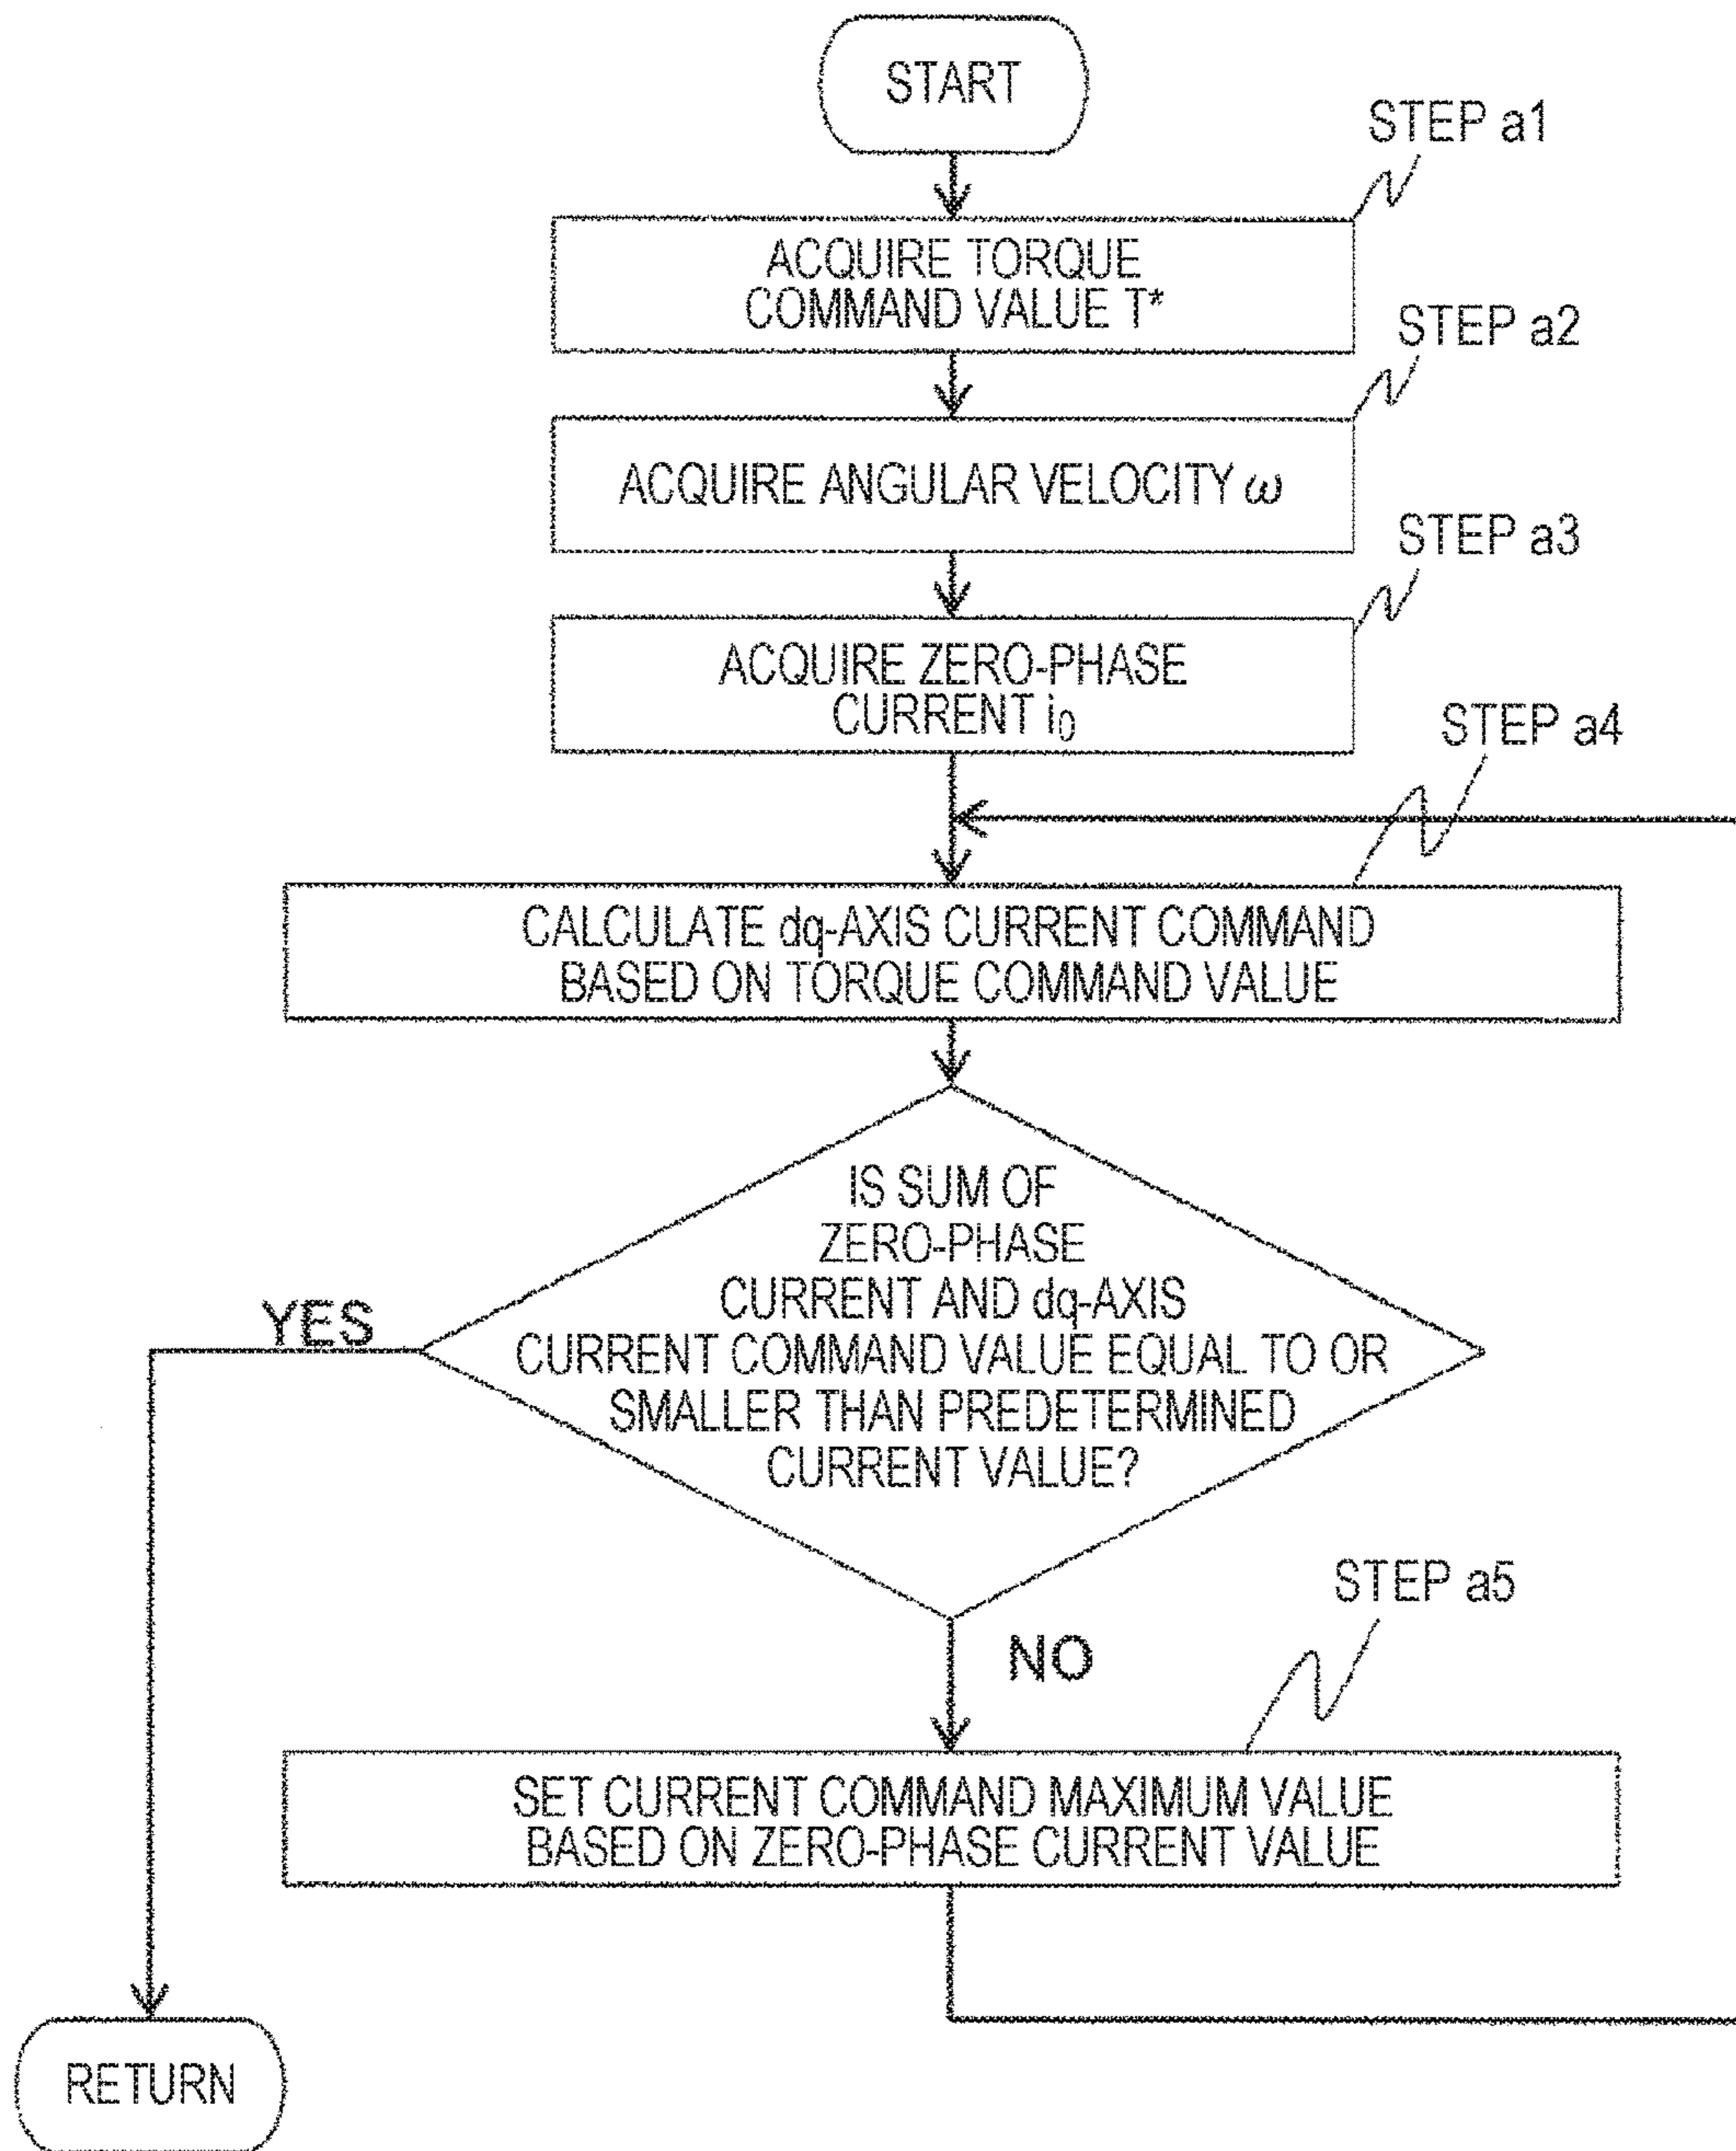 START
STEP a1
ACQUIRE TORQUE
COMMAND VALUE T*
STEP a2
ACQUIRE ANGULAR VELOCITY ω
STEP a3
ACQUIRE ZERO-PHASE
CURRENT i₀
STEP a4
CALCULATE dq-AXIS CURRENT COMMAND
BASED ON TORQUE COMMAND VALUE
IS SUM OF
ZERO-PHASE
CURRENT AND dq-AXIS
CURRENT COMMAND VALUE EQUAL TO OR
SMALLER THAN PREDETERMINED
CURRENT VALUE?
YES
NO
STEP a5
SET CURRENT COMMAND MAXIMUM VALUE
BASED ON ZERO-PHASE CURRENT VALUE
RETURN